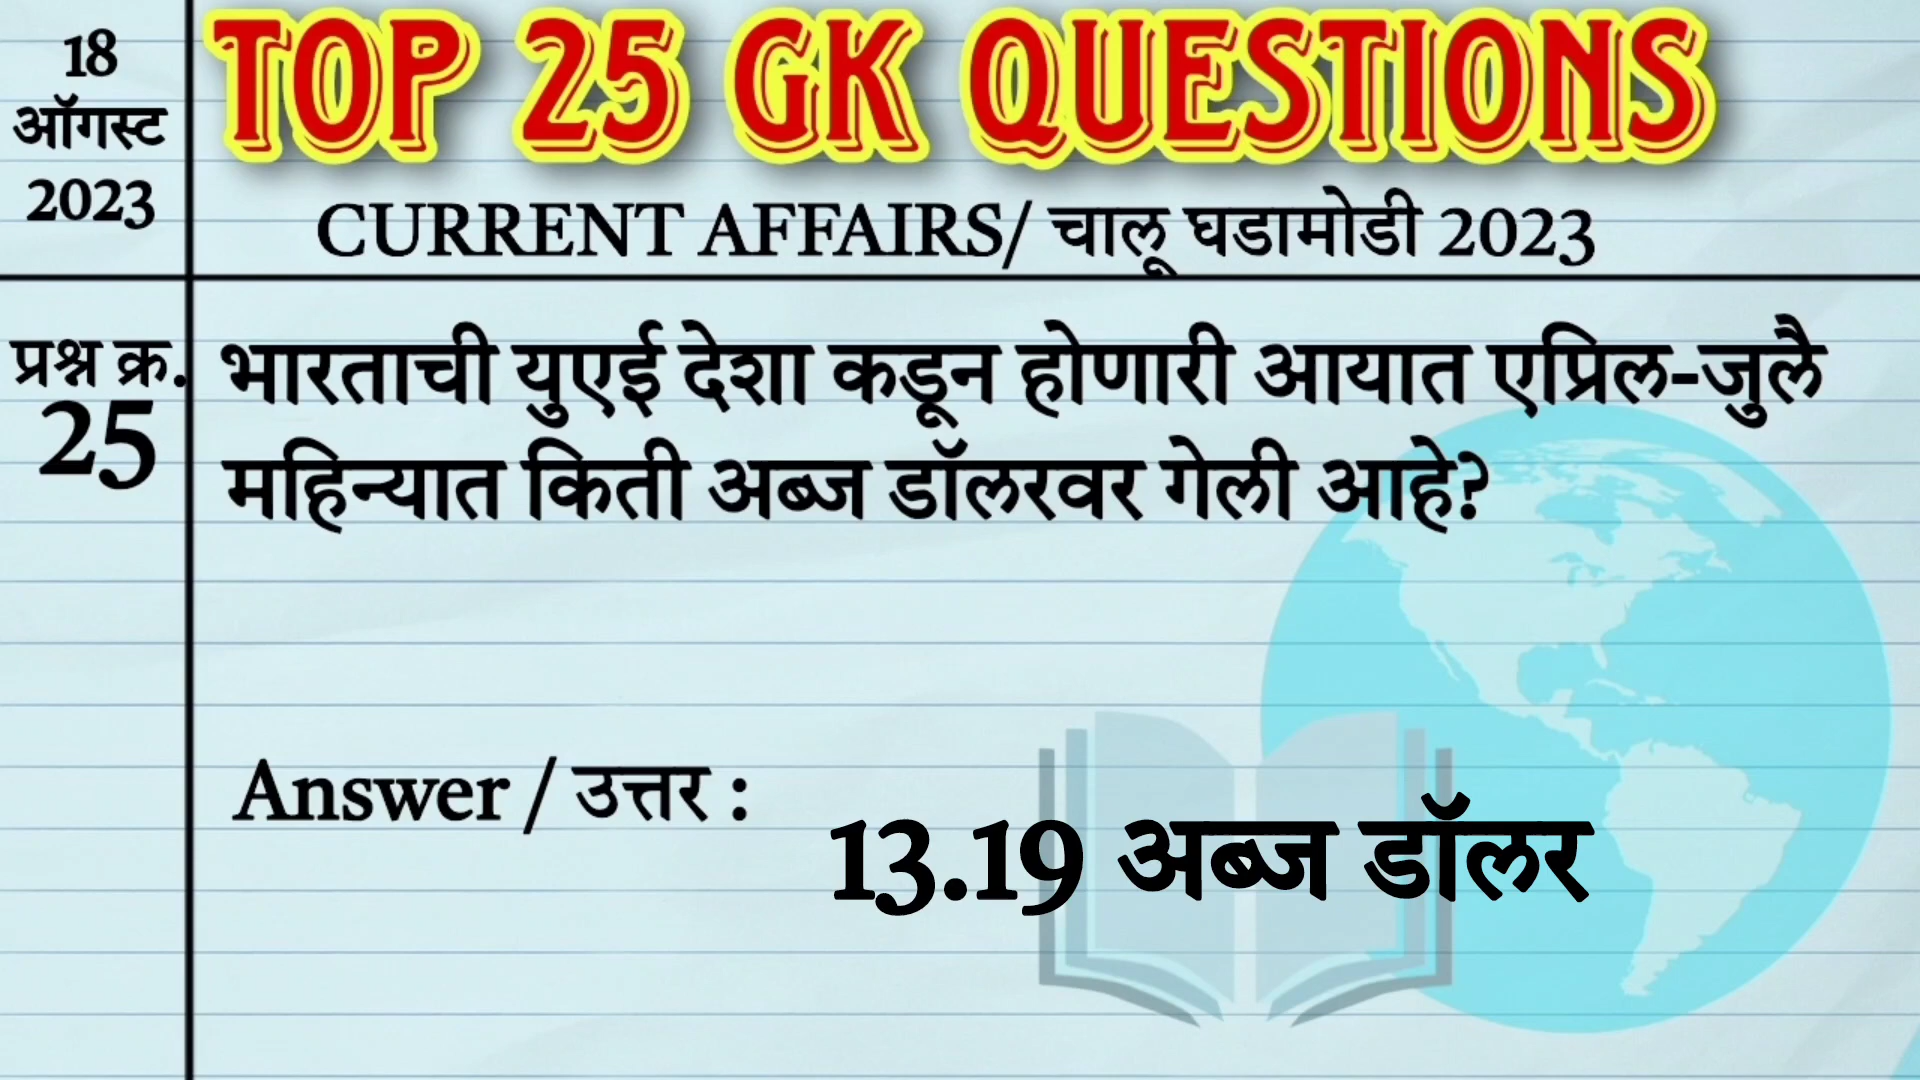 18
ऑगस्ट
2023
TOP 25 GK QUESTIONS
CURRENT AFFAIRS/ चालू घडामोडी 2023
प्रश्न क्र.
25
भारताची युएई देशा कडून होणारी आयात एप्रिल-जुलै
महिन्यात किती अब्ज डॉलरवर गेली आहे?
Answer / उत्तर :
13.19 अब्ज डॉलर